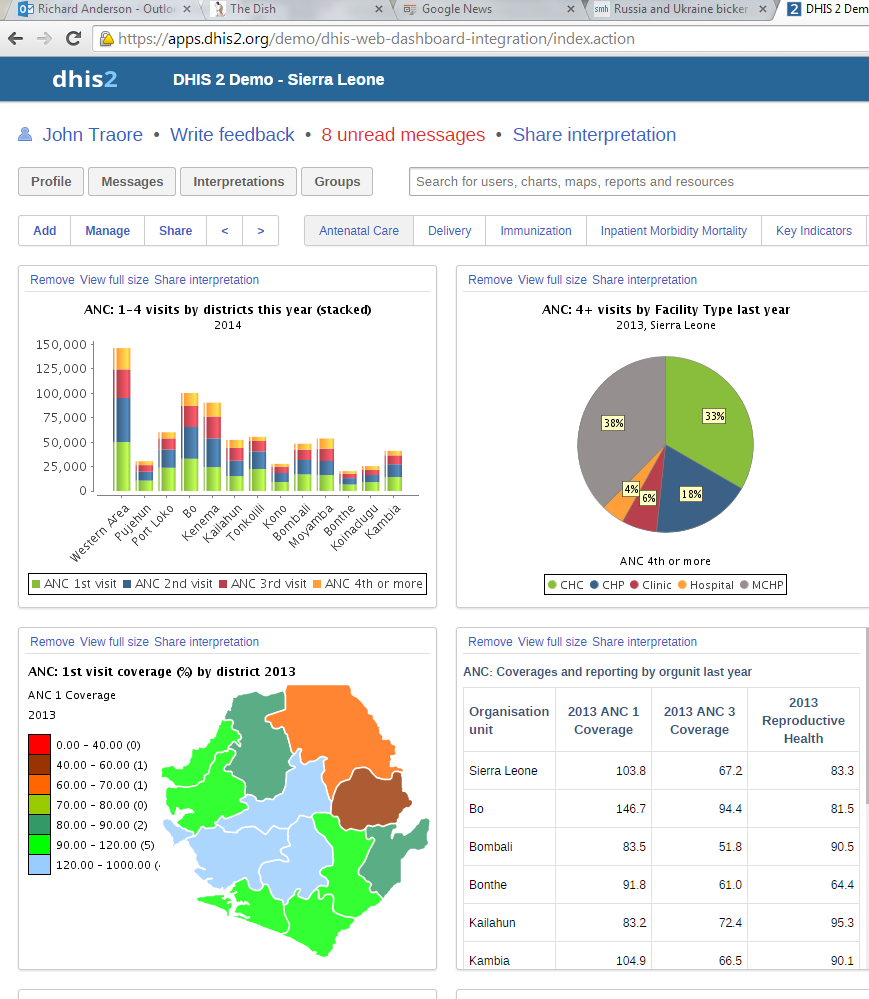 Richard Anderson - Outlo
The Dish
Google News
smh Russia and Ukraine bicker
2 DHIS 2 Dem
https://apps.dhis2.org/demo/dhis-web-dashboard-integration/index.action
dhis2 DHIS 2 Demo - Sierra Leone
John Traore • Write feedback • 8 unread messages • Share interpretation
Profile Messages Interpretations Groups Search for users, charts, maps, reports and resources
Add Manage Share < > Antenatal Care Delivery Immunization Inpatient Morbidity Mortality Key Indicators
Remove View full size Share interpretation
ANC: 1-4 visits by districts this year (stacked)
2014
150,000
125,000
100,000
75,000
50,000
25,000
0
Western Area
Pujehun
Port Loko
Bo
Kenema
Kailahun
Tonkolili
Kono
Bombali
Moyamba
Bonthe
Koinadugu
Kambia
ANC 1st visit ANC 2nd visit ANC 3rd visit ANC 4th or more
Remove View full size Share interpretation
ANC: 4+ visits by Facility Type last year
2013, Sierra Leone
38%
33%
4%
6%
18%
ANC 4th or more
CHC CHP Clinic Hospital MCHP
Remove View full size Share interpretation
ANC: 1st visit coverage (%) by district 2013
ANC 1 Coverage
2013
0.00 - 40.00 (0)
40.00 - 60.00 (1)
60.00 - 70.00 (1)
70.00 - 80.00 (0)
80.00 - 90.00 (2)
90.00 - 120.00 (5)
120.00 - 1000.00 (
Remove View full size Share interpretation
ANC: Coverages and reporting by orgunit last year
Organisation unit 2013 ANC 1 Coverage 2013 ANC 3 Coverage 2013 Reproductive Health
Sierra Leone 103.8 67.2 83.3
Bo 146.7 94.4 81.5
Bombali 83.5 51.8 90.5
Bonthe 91.8 61.0 64.4
Kailahun 83.2 72.4 95.3
Kambia 104.9 66.5 90.1